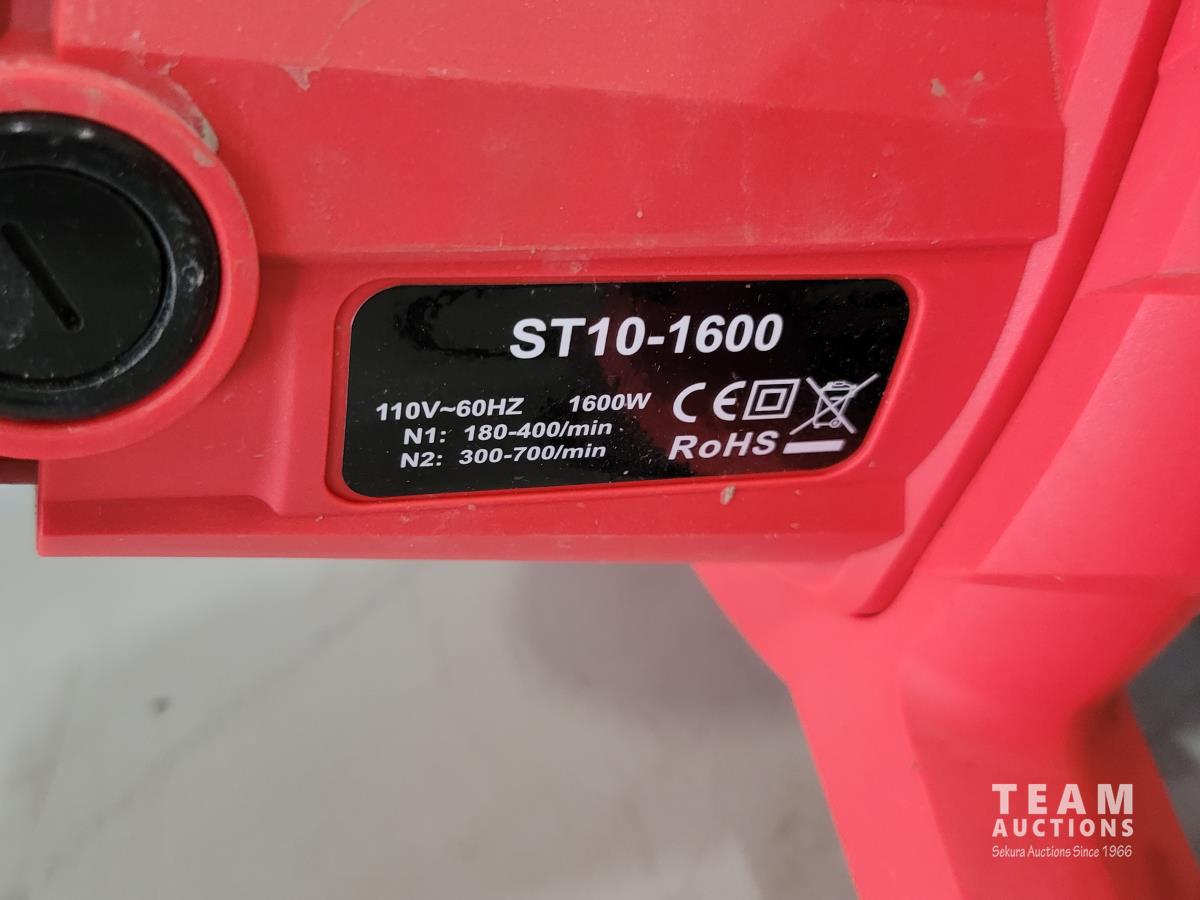 ST10-1600
110V~60HZ 1600W
N1: 180-400/min
N2: 300-700/min
CE
RoHS
TEAM
AUCTIONS
Sekura Auctions Since 1966